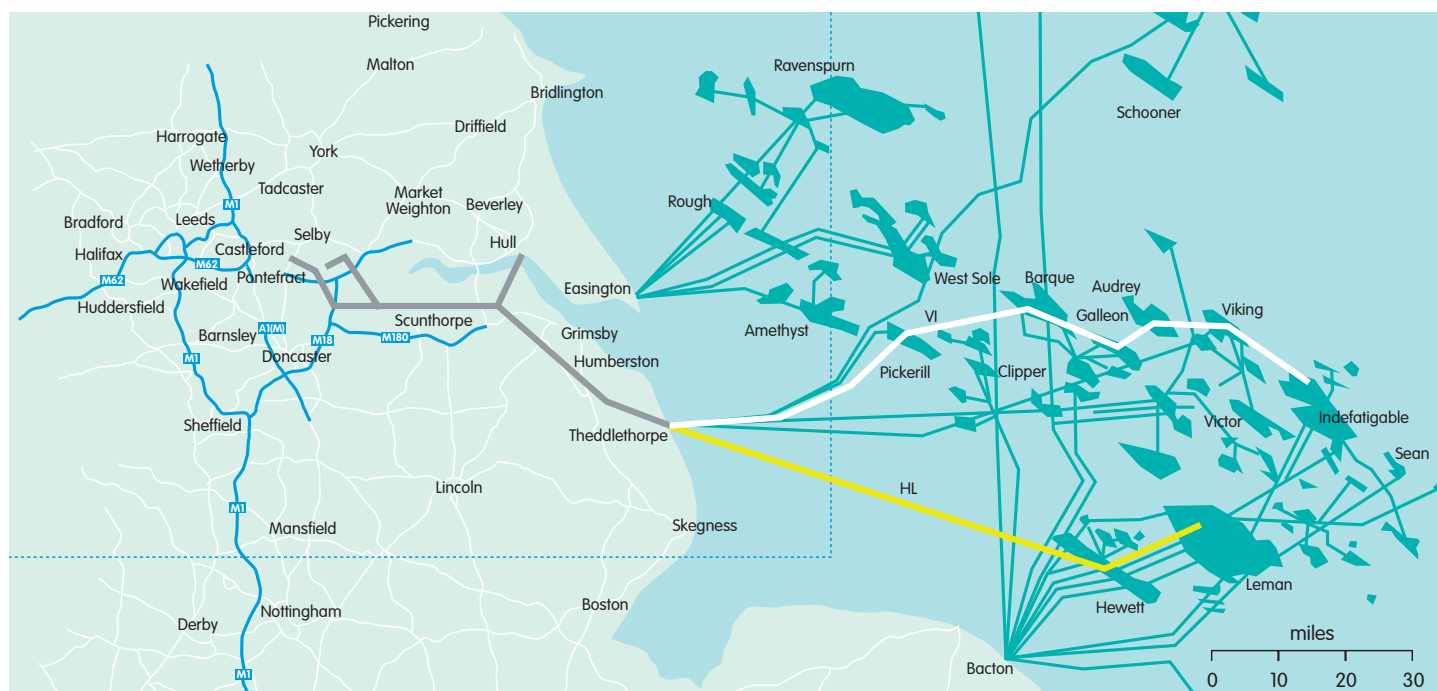 Pickering
Malton
Ravenspurn
Bridlington
Schooner
Driffield
Harrogate
York
Wetherby
Tadcaster
Market
Weighton
Beverley
Rough
M1
Bradford
Leeds
Selby
Hull
Halifax
Castleford
M62
M62
Wakefield
Pontefract
West Sole
Barque
Easington
Audrey
Huddersfield
Galleon
Viking
VI
Scunthorpe
Amethyst
Barnsley
A1(M)
M18
M180
Grimsby
M1
Doncaster
Humberston
Pickerill
Clipper
Sheffield
Theddlethorpe
Victor
Indefatigable
Sean
Lincoln
HL
M1
Mansfield
Skegness
Leman
Nottingham
Boston
Hewett
Derby
miles
M1
Bacton
0 10 20 30